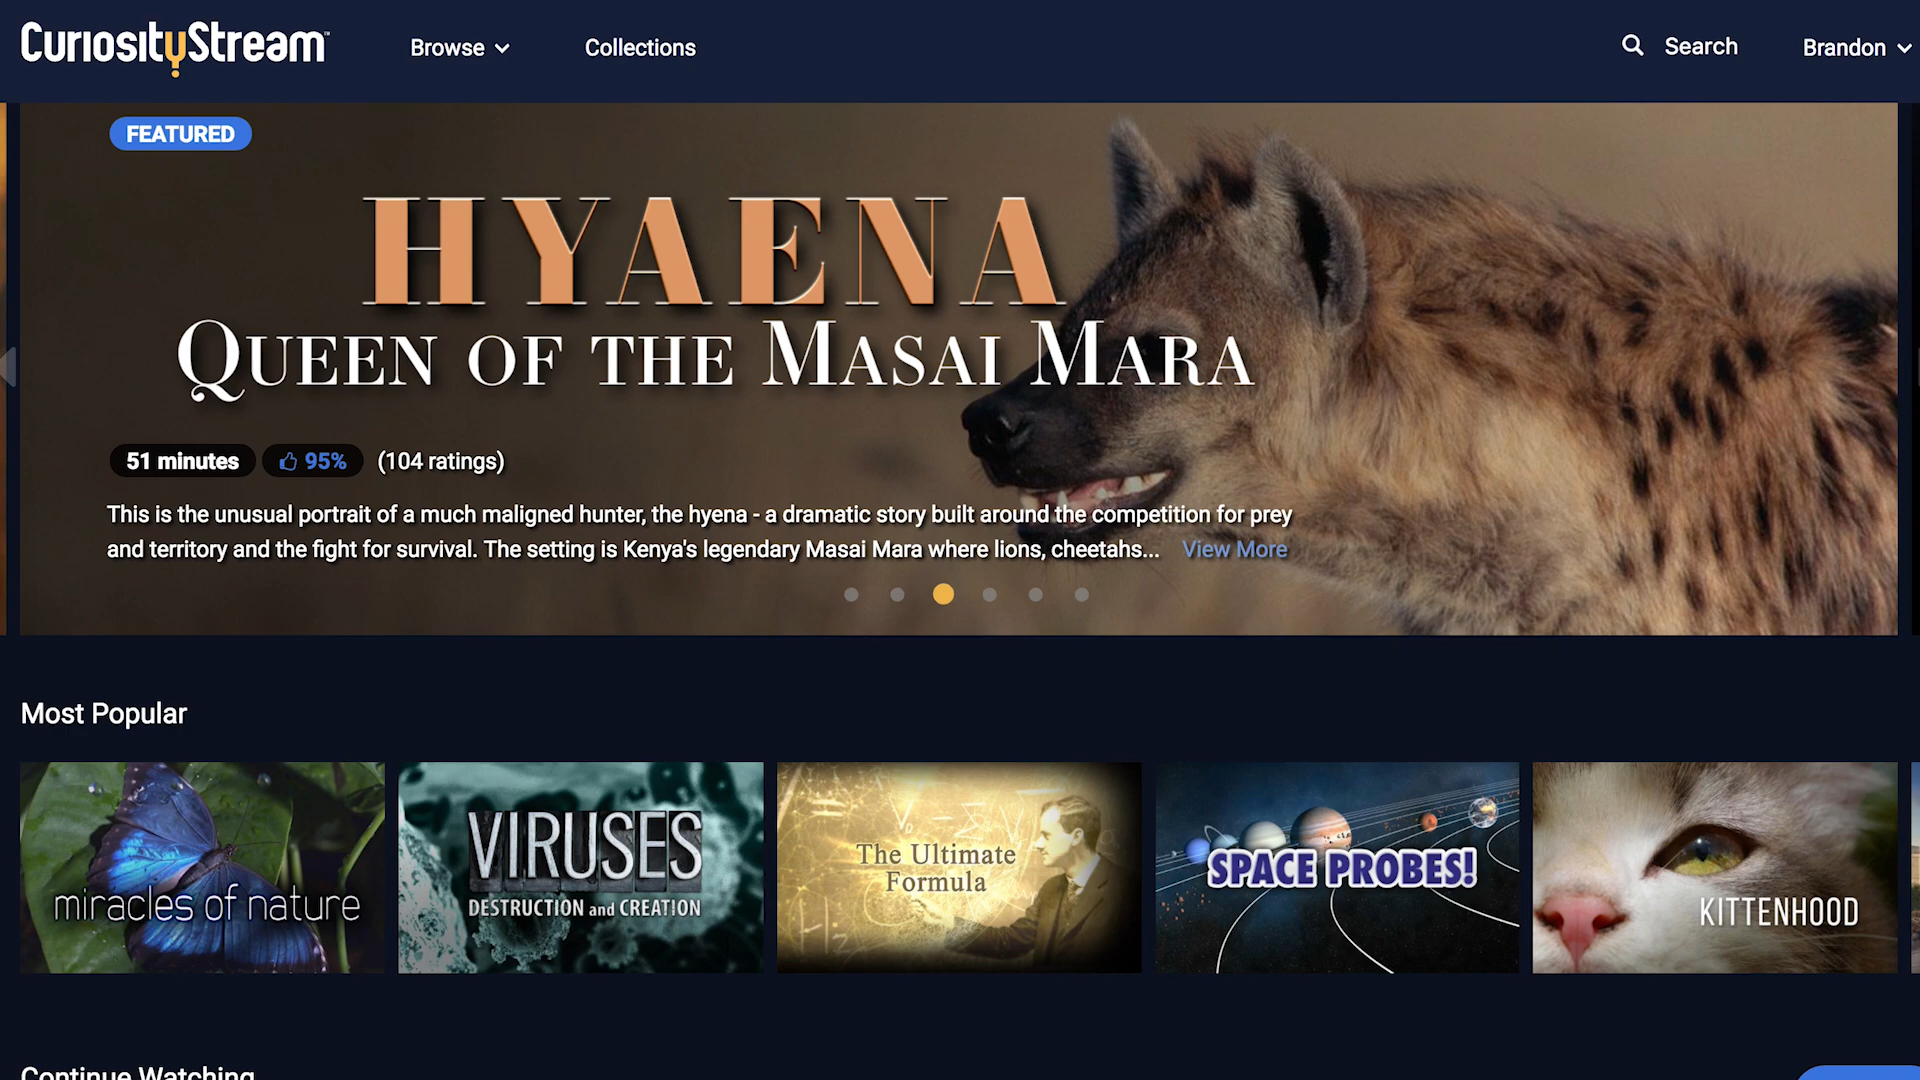 CuriosityStream™
Browse
Collections
Search
Brandon
FEATURED
HYAENA
QUEEN OF THE MASAI MARA
51 minutes
95%
(104 ratings)
This is the unusual portrait of a much maligned hunter, the hyena - a dramatic story built around the competition for prey
and territory and the fight for survival. The setting is Kenya's legendary Masai Mara where lions, cheetahs... View More
Most Popular
miracles of nature
VIRUSES
DESTRUCTION and CREATION
The Ultimate
Formula
SPACE PROBES!
KITTENHOOD
Continue Watching